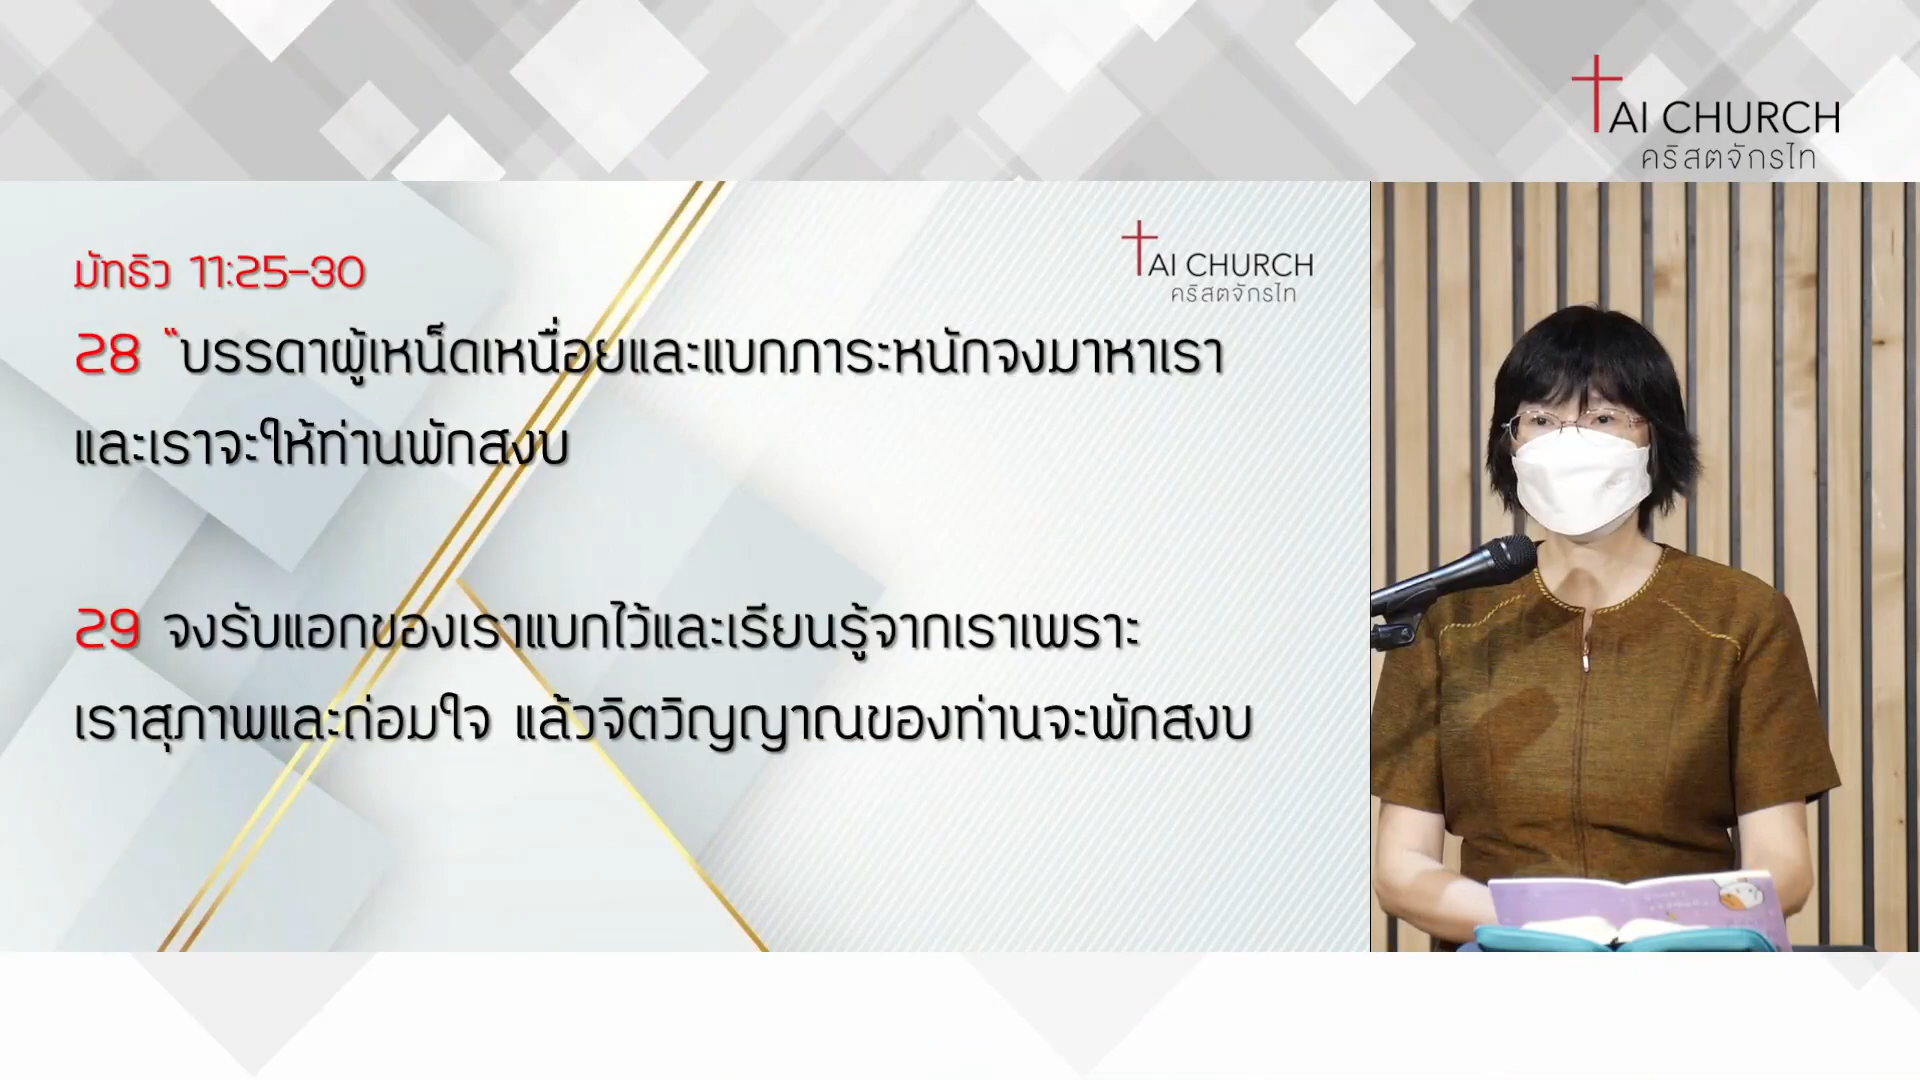 TAI CHURCH
คริสตจักรไท
TAI CHURCH
คริสตจักรไท
มัทธิว 11:25-30
28 "บรรดาผู้เหน็ดเหนื่อยและแบกภาระหนักจงมาหาเรา
และเราจะให้ท่านพักสงบ
29 จงรับแอกของเราแบกไว้และเรียนรู้จากเราเพราะ
เราสุภาพและถ่อมใจ แล้วจิตวิญญาณของท่านจะพักสงบ